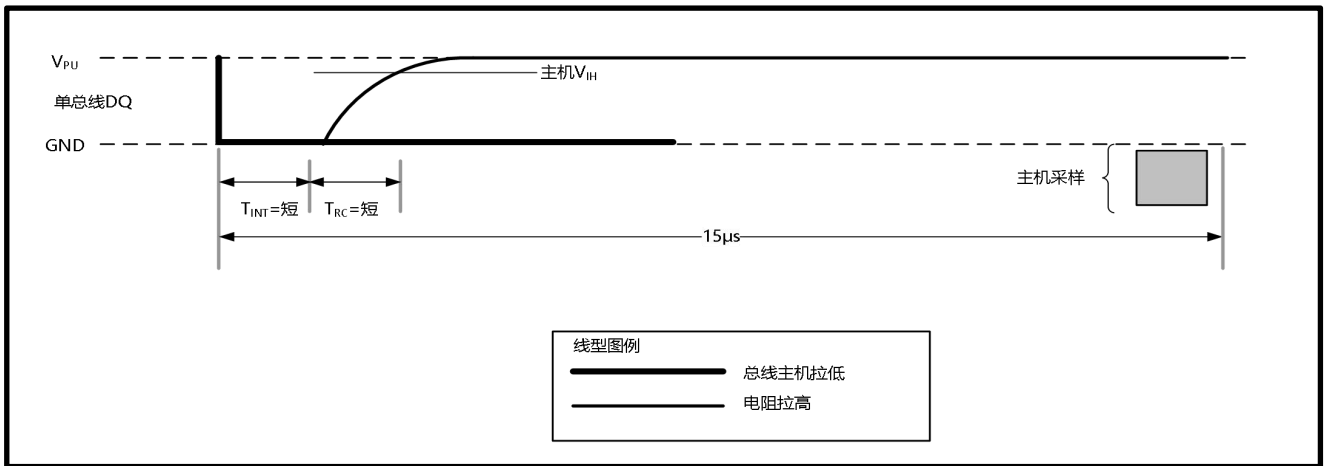 VPU
主机VIH
单总线DQ
GND
主机采样
TINT=短
TRC=短
15μs
线型图例
总线主机拉低
电阻拉高